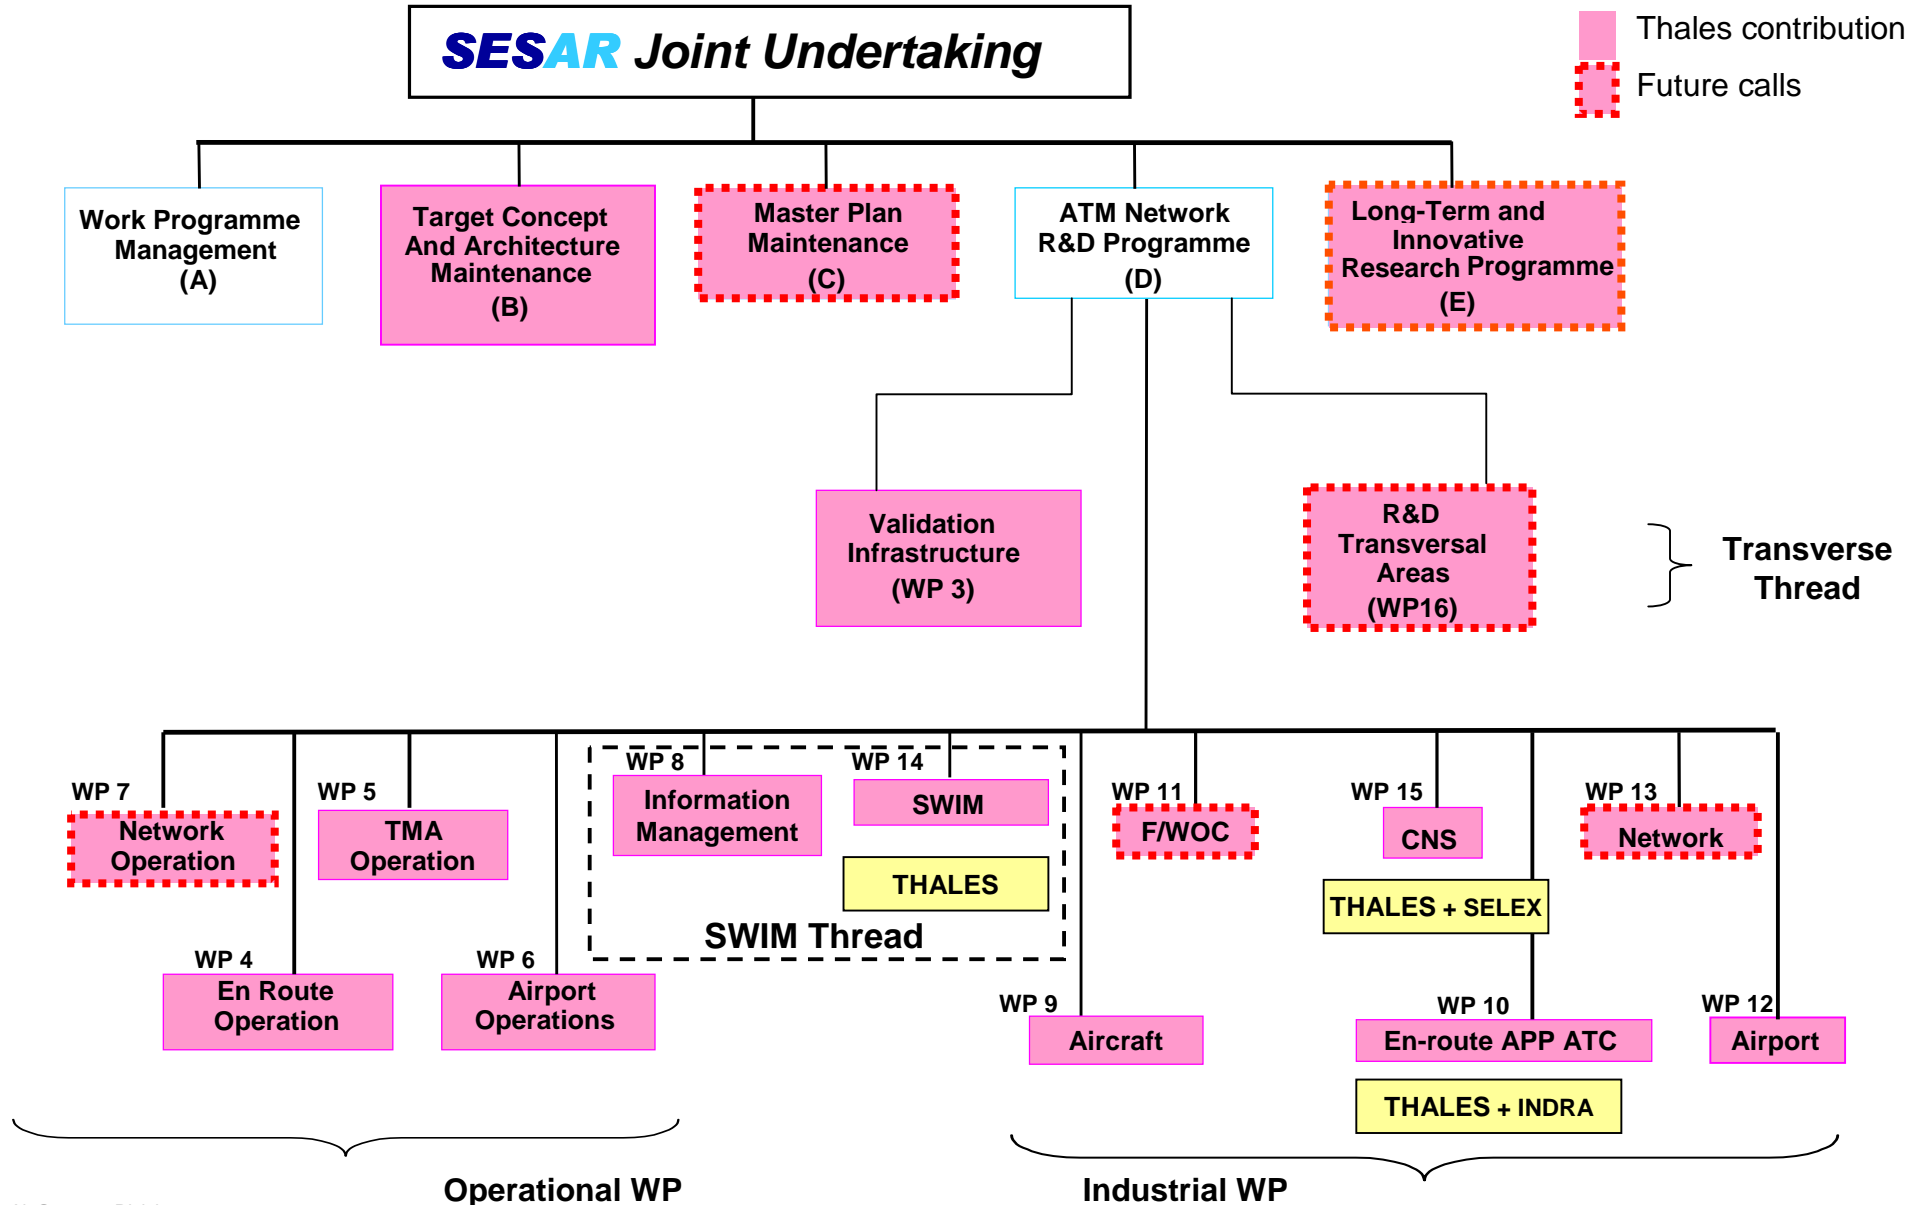 SESAR Joint Undertaking
Thales contribution
Future calls
Work Programme
Management
(A)
Target Concept
And Architecture
Maintenance
(B)
Master Plan
Maintenance
(C)
ATM Network
R&D Programme
(D)
Long-Term and
Innovative
Research Programme
(E)
Validation
Infrastructure
(WP 3)
R&D
Transversal
Areas
(WP16)
Transverse
Thread
WP 7
Network
Operation
WP 5
TMA
Operation
WP 8
Information
Management
WP 14
SWIM
THALES
SWIM Thread
WP 11
F/WOC
WP 15
CNS
THALES + SELEX
WP 13
Network
WP 4
En Route
Operation
WP 6
Airport
Operations
WP 9
Aircraft
WP 10
En-route APP ATC
THALES + INDRA
WP 12
Airport
Operational WP
Industrial WP